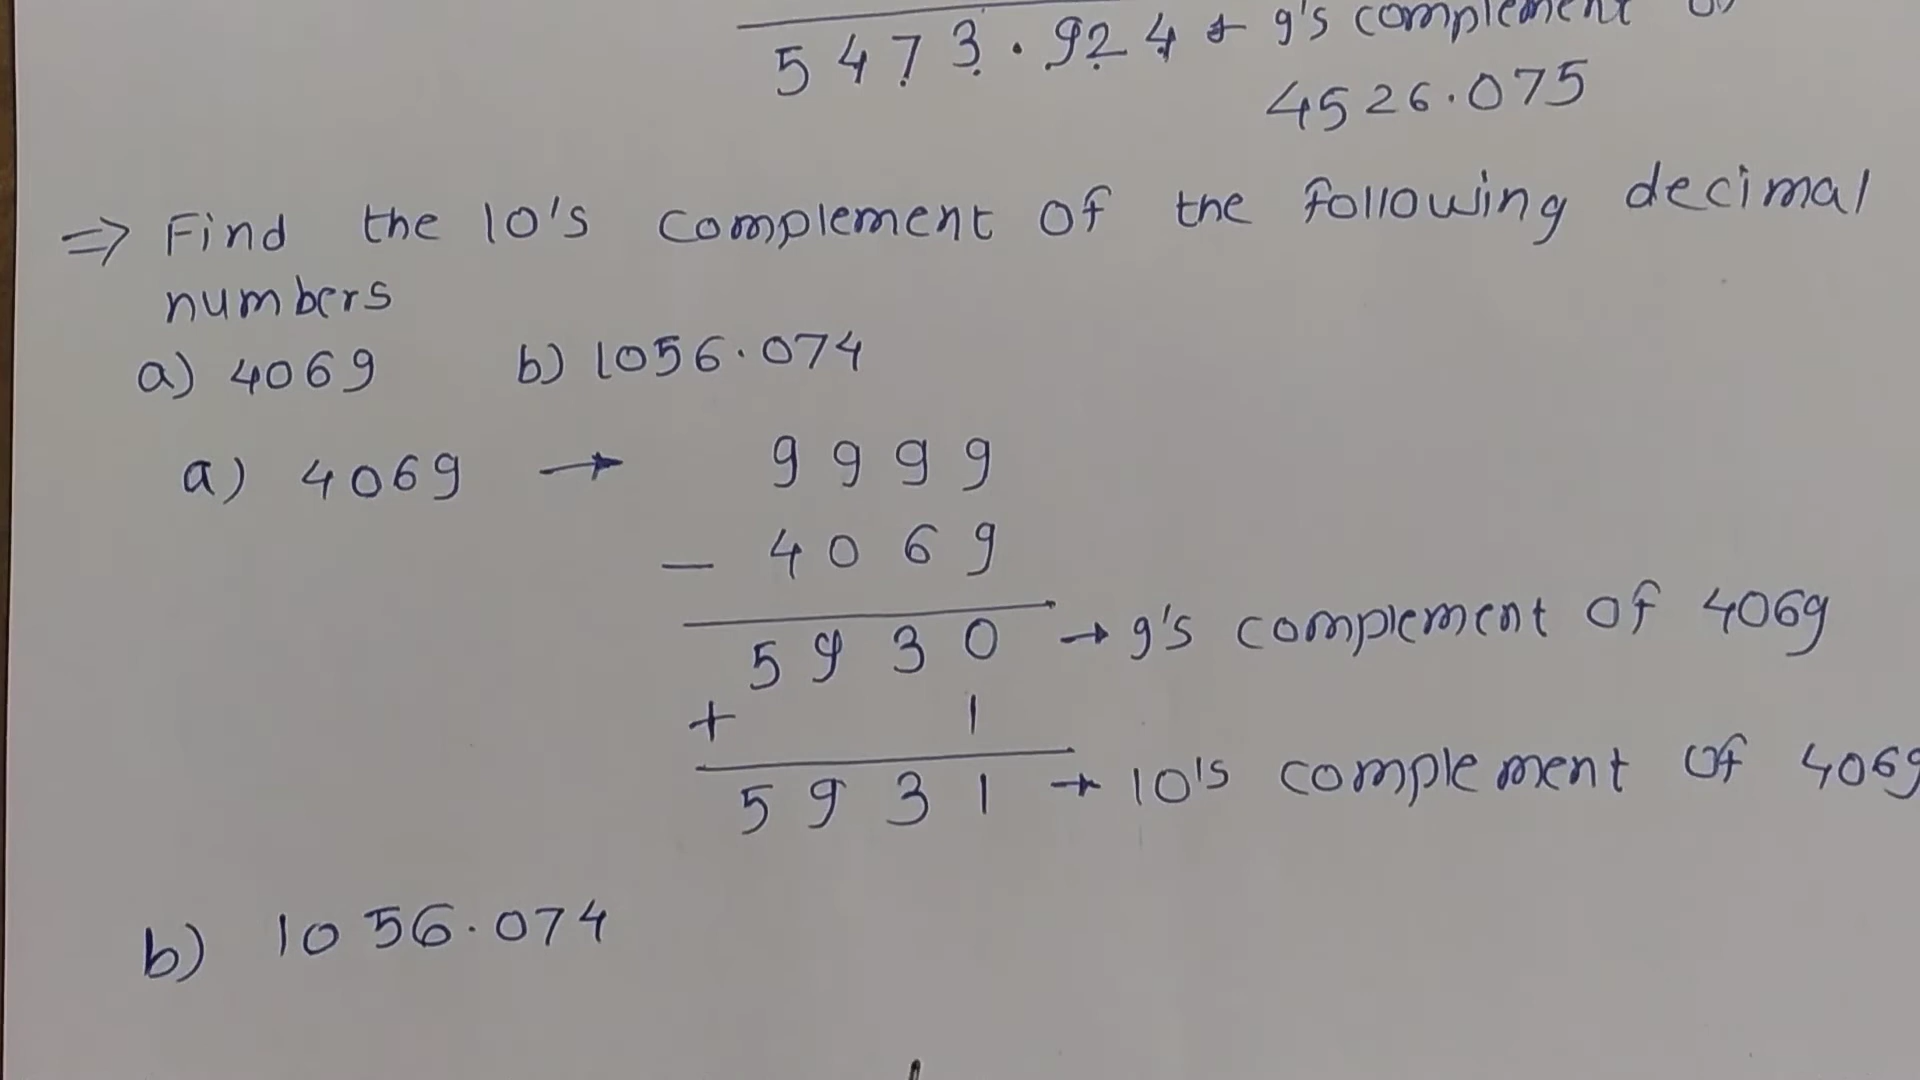 5473.924 → 9's complement
4526.075
⇒ Find the 10's complement of the following decimal
numbers
a) 4069 b) 1056.074
a) 4069 → 9999
- 4069
5930 → 9's complement of 4069
+ 1
5931 → 10's complement of 4069
b) 1056.074